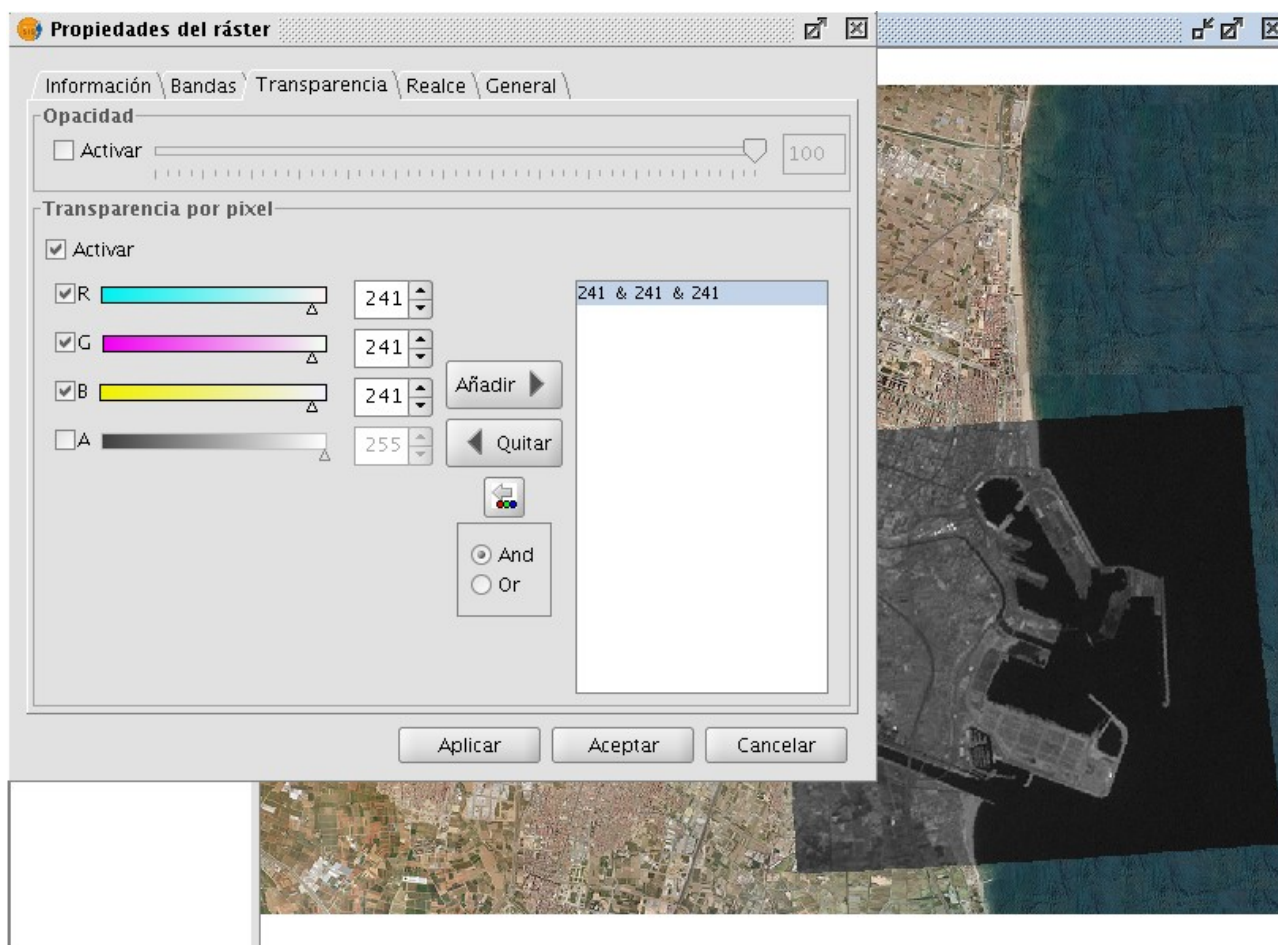 Propiedades del ráster
Información Bandas Transparencia Realce General
Opacidad
Activar 100
Transparencia por pixel
Activar
R 241 241 & 241 & 241
G 241
B 241
Añadir
A 255
Quitar
And
Or
Aplicar Aceptar Cancelar